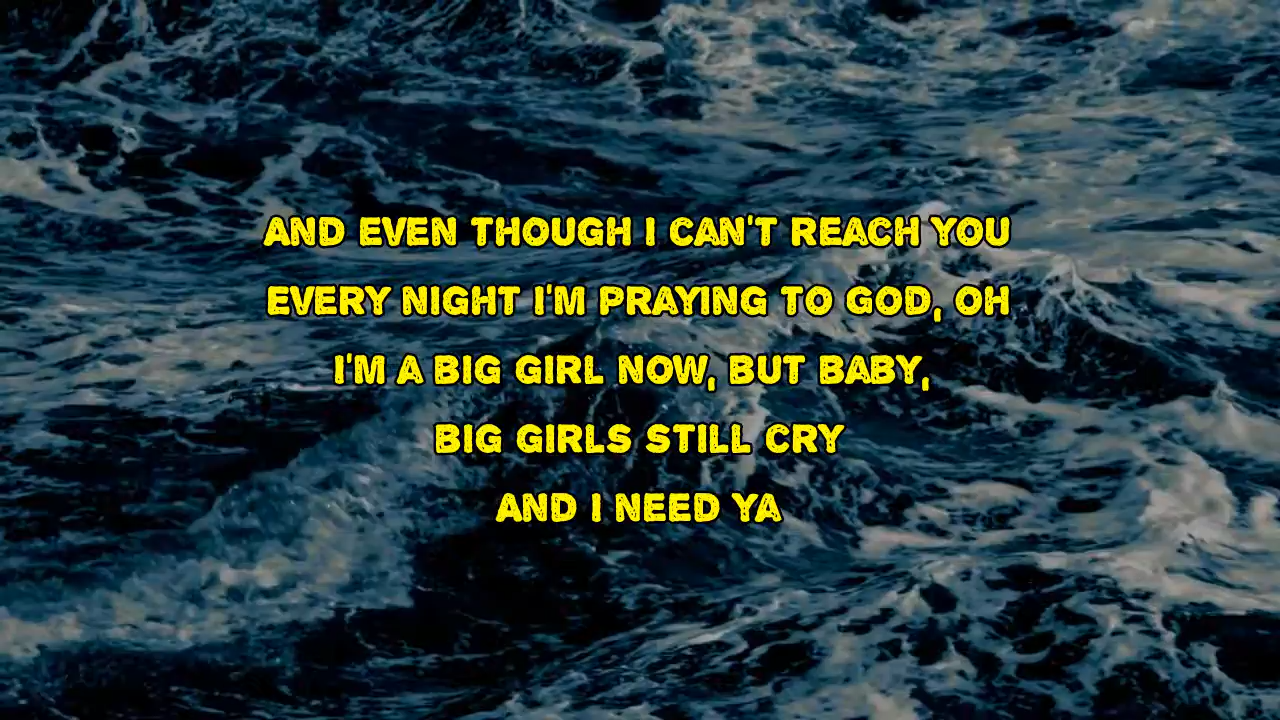 AND EVEN THOUGH I CAN'T REACH YOU
EVERY NIGHT I'M PRAYING TO GOD, OH
I'M A BIG GIRL NOW, BUT BABY,
BIG GIRLS STILL CRY
AND I NEED YA